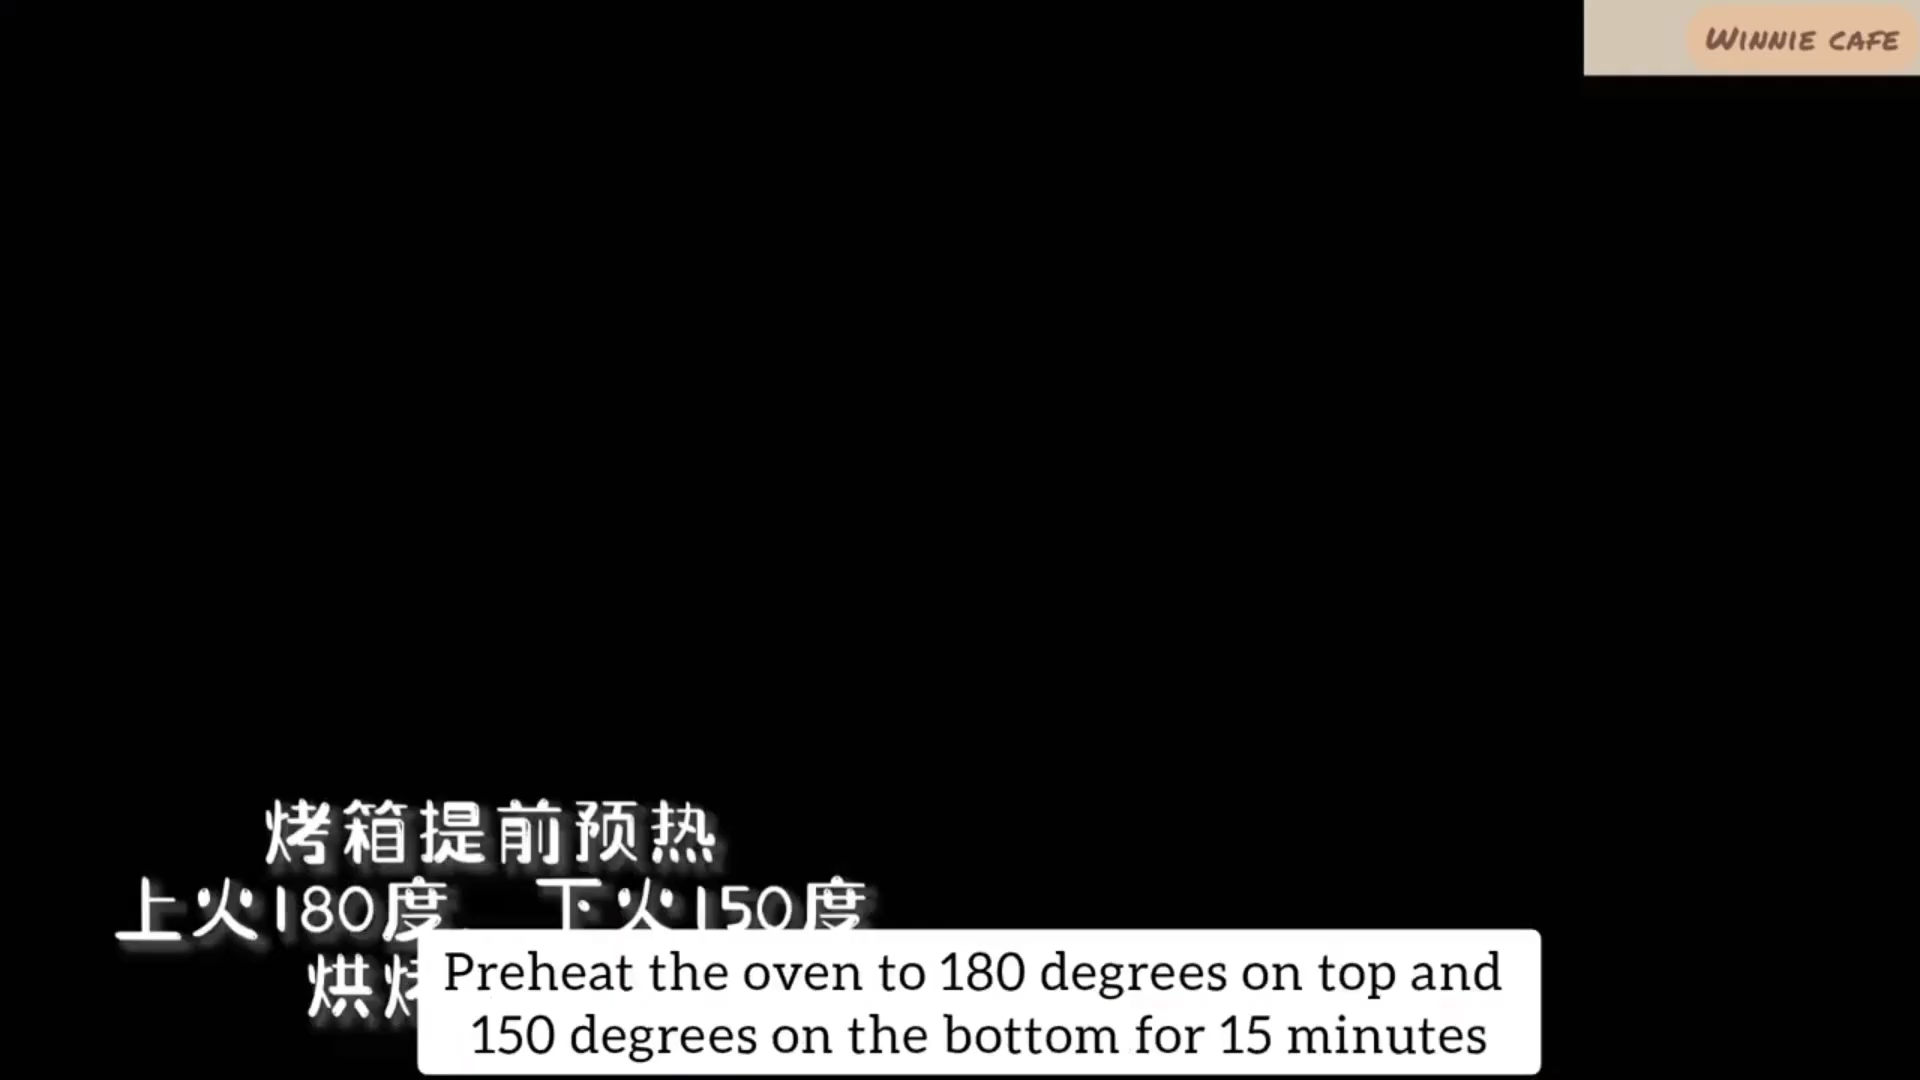 WINNIE CAFE
烤箱提前预热
上火180度、下火150度
烘烤
Preheat the oven to 180 degrees on top and
150 degrees on the bottom for 15 minutes